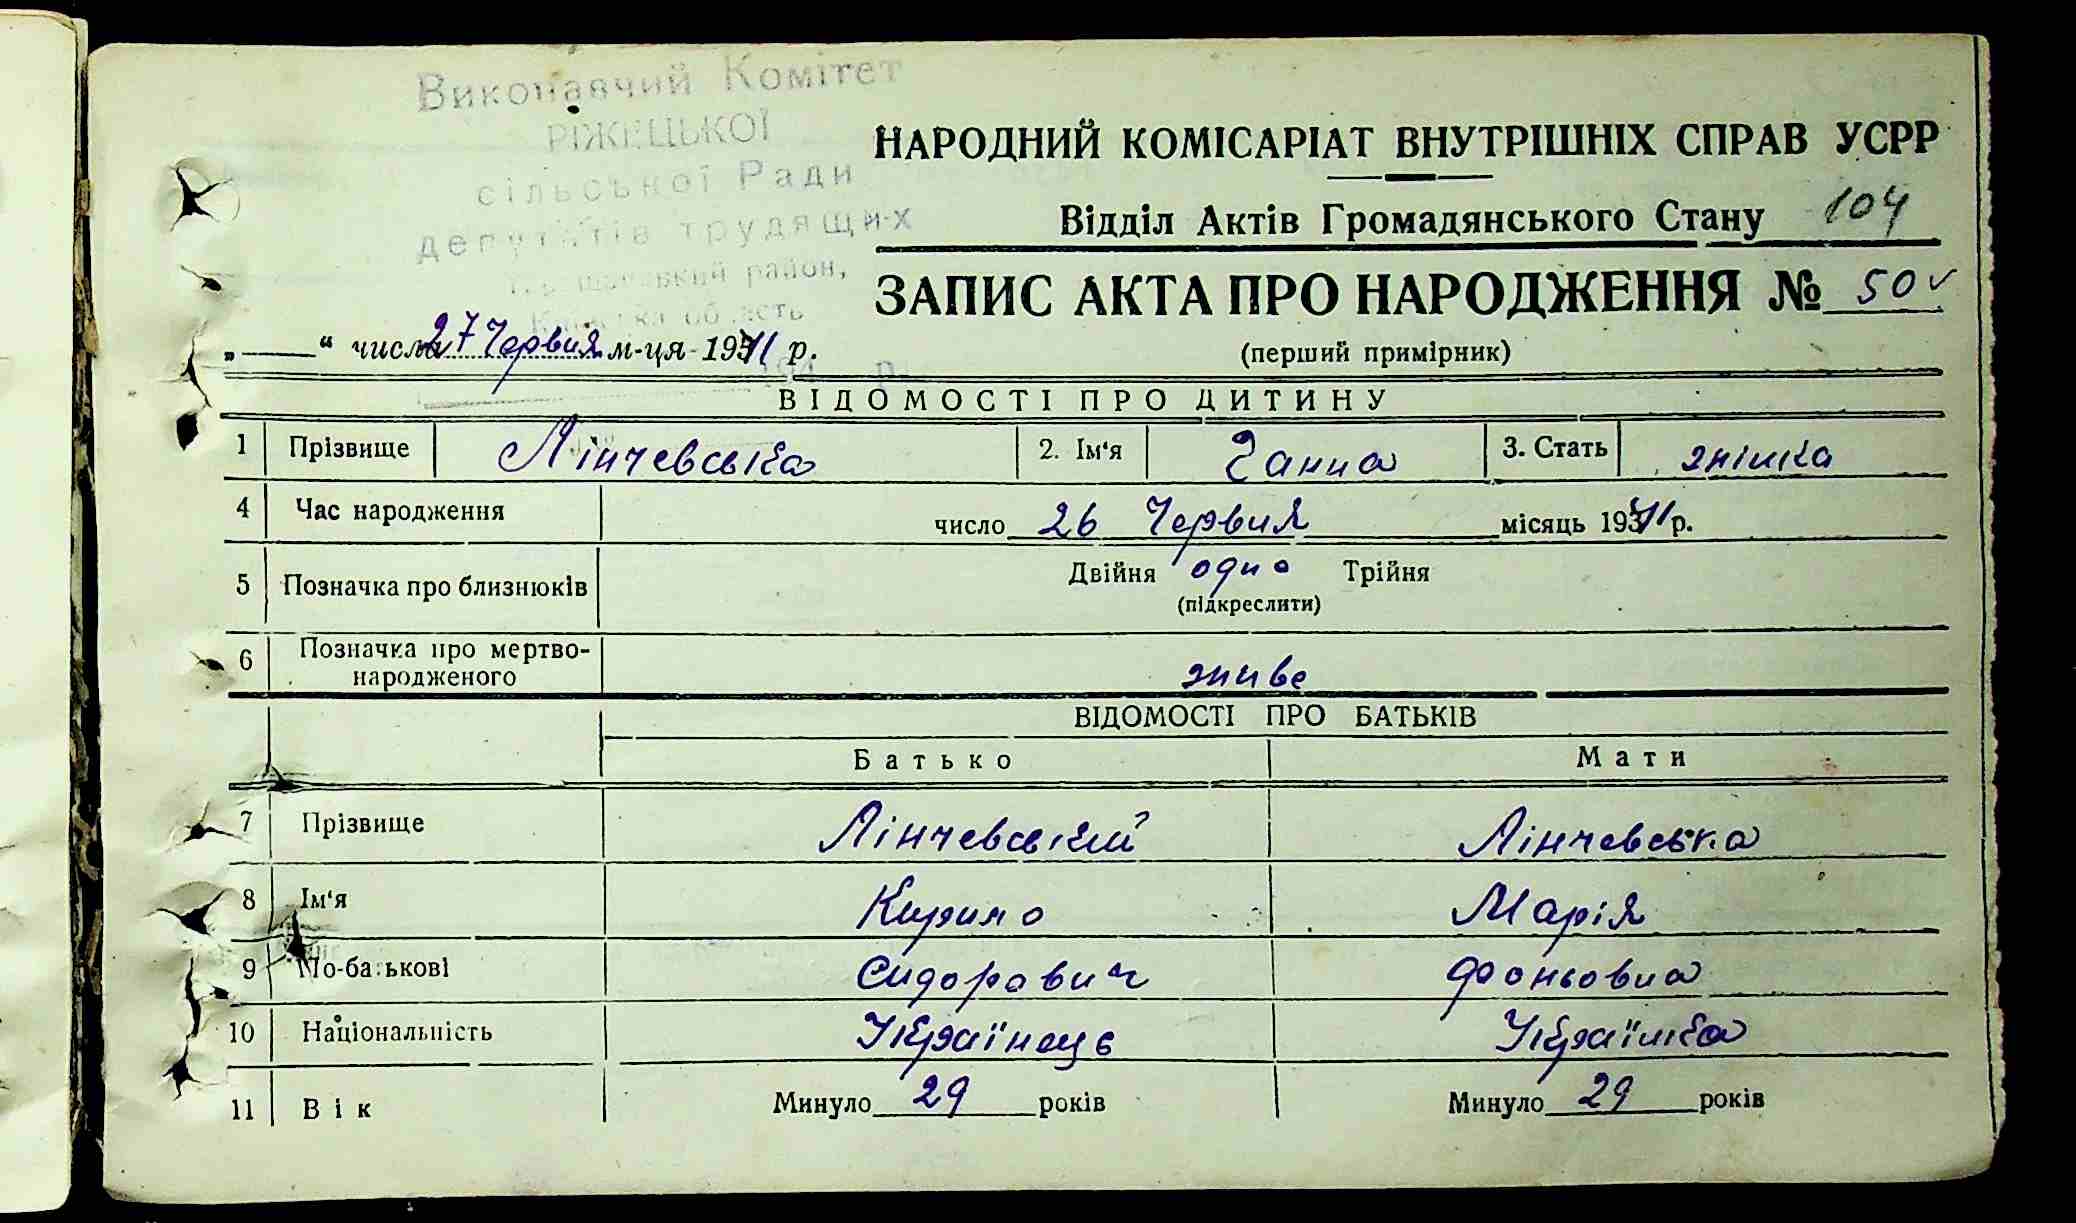 Виконавчий Комітет
РІЖЕЦЬКОЇ
сільської Ради
депутатів трудящих
район,
область
НАРОДНИЙ КОМІСАРІАТ ВНУТРІШНІХ СПРАВ УСРР
Відділ Актів Громадянського Стану 104
ЗАПИС АКТА ПРО НАРОДЖЕННЯ № 50
„ “ числа 27 Червня м-ця 1941 р.
(перший примірник)
ВІДОМОСТІ ПРО ДИТИНУ
1 Прізвище Лінчевська 2. Ім‘я Ганна 3. Стать жінка
4 Час народження число 26 Червня місяць 1941 р.
5 Позначка про близнюків Двійня одно Трійня
(підкреслити)
6 Позначка про мертво-
народженого живе
ВІДОМОСТІ ПРО БАТЬКІВ
Батько Мати
7 Прізвище Лінчевський Лінчевська
8 Ім‘я Кирило Марія
9 По-батькові Сидорович Фоньовна
10 Національність Українець Українка
11 Вік Минуло 29 років Минуло 29 років